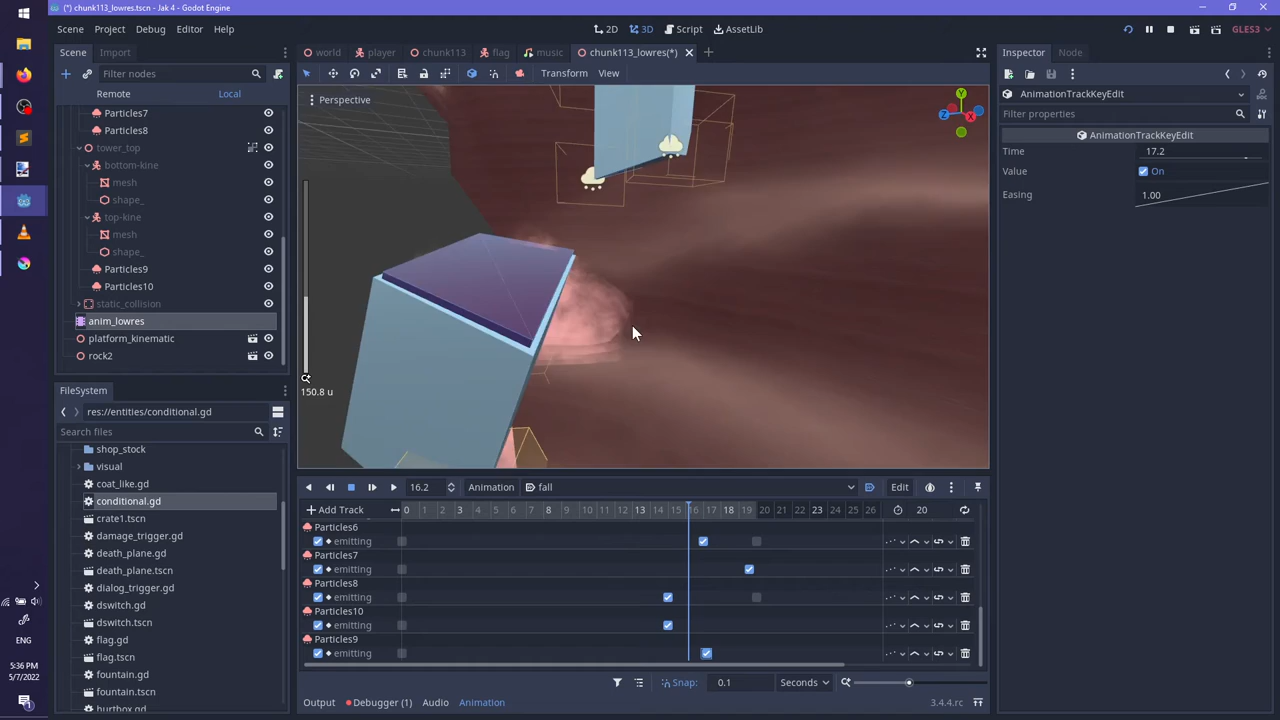 (*) chunk113_lowres.tscn - Jak 4 - Godot Engine
Scene Project Debug Editor Help
2D 3D Script AssetLib
GLES3
Scene Import
world player chunk113 flag music chunk113_lowres(*)
Inspector Node
Filter nodes
Transform View
Remote Local
Perspective
AnimationTrackKeyEdit
Filter properties
AnimationTrackKeyEdit
Time 17.2
Value On
Easing 1.00
Particles7
Particles8
tower_top
bottom-kine
mesh
shape_
top-kine
mesh
shape_
Particles9
Particles10
static_collision
anim_lowres
platform_kinematic
rock2
Y
Z
X
150.8 u
FileSystem
res://entities/conditional.gd
Search files
shop_stock
visual
coat_like.gd
conditional.gd
crate1.tscn
damage_trigger.gd
death_plane.gd
death_plane.tscn
dialog_trigger.gd
dswitch.gd
dswitch.tscn
flag.gd
flag.tscn
fountain.gd
fountain.tscn
hurtbox.gd
16.2 Animation fall Edit
Add Track 0 1 2 3 4 5 6 7 8 9 10 11 12 13 14 15 16 17 18 19 20 21 22 23 24 25 26 20
Particles6
emitting
Particles7
emitting
Particles8
emitting
Particles10
emitting
Particles9
emitting
Snap: 0.1 Seconds
Output Debugger (1) Audio Animation
3.4.4.rc
ENG
5:36 PM
5/7/2022